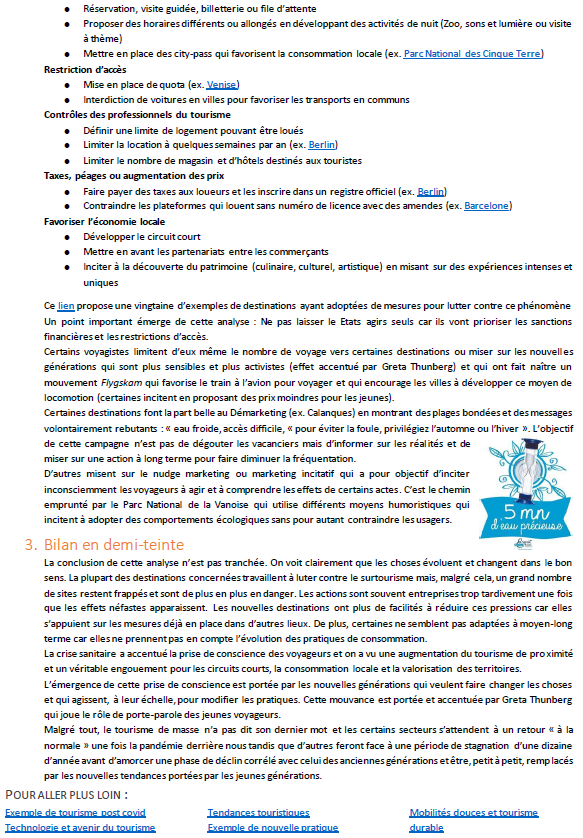 ● Réservation, visite guidée, billetterie ou file d'attente
● Proposer des horaires différents ou allongés en développant des activités de nuit (Zoo, sons et lumière ou visite
à thème)
● Mettre en place des city-pass qui favorisent la consommation locale (ex. Parc National des Cinque Terre)
Restriction d'accès
● Mise en place de quota (ex. Venise)
● Interdiction de voitures en villes pour favoriser les transports en communs
Contrôles des professionnels du tourisme
● Définir une limite de logement pouvant être loués
● Limiter la location à quelques semaines par an (ex. Berlin)
● Limiter le nombre de magasin et d'hôtels destinés aux touristes
Taxes, péages ou augmentation des prix
● Faire payer des taxes aux loueurs et les inscrire dans un registre officiel (ex. Berlin)
● Contraindre les plateformes qui louent sans numéro de licence avec des amendes (ex. Barcelone)
Favoriser l'économie locale
● Développer le circuit court
● Mettre en avant les partenariats entre les commerçants
● Inciter à la découverte du patrimoine (culinaire, culturel, artistique) en misant sur des expériences intenses et
uniques
Ce lien propose une vingtaine d'exemples de destinations ayant adoptées de mesures pour lutter contre ce phénomène
Un point important émerge de cette analyse : Ne pas laisser le Etats agirs seuls car ils vont prioriser les sanctions
financières et les restrictions d'accès.
Certains voyagistes limitent d'eux même le nombre de voyage vers certaines destinations ou miser sur les nouvelles
générations qui sont plus sensibles et plus activistes (effet accentué par Greta Thunberg) et qui ont fait naître un
mouvement Flygskam qui favorise le train à l'avion pour voyager et qui encourage les villes à développer ce moyen de
locomotion (certaines incitent en proposant des prix moindres pour les jeunes).
Certaines destinations font la part belle au Démarketing (ex. Calanques) en montrant des plages bondées et des messages
volontairement rebutants : « eau froide, accès difficile, « pour éviter la foule, privilégiez l'automne ou l'hiver ». L'objectif
de cette campagne n'est pas de dégouter les vacanciers mais d'informer sur les réalités et de
miser sur une action à long terme pour faire diminuer la fréquentation.
D'autres misent sur le nudge marketing ou marketing incitatif qui a pour objectif d'inciter
inconsciemment les voyageurs à agir et à comprendre les effets de certains actes. C'est le chemin
emprunté par le Parc National de la Vanoise qui utilise différents moyens humoristiques qui
incitent à adopter des comportements écologiques sans pour autant contraindre les usagers.
5 mn
d'eau précieuse
3. Bilan en demi-teinte
La conclusion de cette analyse n'est pas tranchée. On voit clairement que les choses évoluent et changent dans le bon
sens. La plupart des destinations concernées travaillent à luter contre le surtourisme mais, malgré cela, un grand nombre
de sites restent frappés et sont de plus en plus en danger. Les actions sont souvent entreprises trop tardivement une fois
que les effets néfastes apparaissent. Les nouvelles destinations ont plus de facilités à réduire ces pressions car elles
s'appuient sur les mesures déjà en place dans d'autres lieux. De plus, certaines ne semblent pas adaptées à moyen-long
terme car elles ne prennent pas en compte l'évolution des pratiques de consommation.
La crise sanitaire a accentué la prise de conscience des voyageurs et on a vu une augmentation du tourisme de proximité
et un véritable engouement pour les circuits courts, la consommation locale et la valorisation des territoires.
L'émergence de cette prise de conscience est portée par les nouvelles générations qui veulent faire changer les choses
et qui agissent, à leur échelle, pour modifier les pratiques. Cette mouvance est portée et accentuée par Greta Thunberg
qui joue le rôle de porte-parole des jeunes voyageurs.
Malgré tout, le tourisme de masse n'a pas dit son dernier mot et les certains secteurs s'attendent à un retour « à la
normale » une fois la pandémie derrière nous tandis que d'autres feront face à une période de stagnation d'une dizaine
d'année avant d'amorcer une phase de déclin corrélé avec celui des anciennes générations et être, petit à petit, remplacés
par les nouvelles tendances portées par les jeunes générations.
POUR ALLER PLUS LOIN :
Exemple de tourisme post covid
Technologie et avenir du tourisme
Tendances touristiques
Exemple de nouvelle pratique
Mobilités douces et tourisme
durable